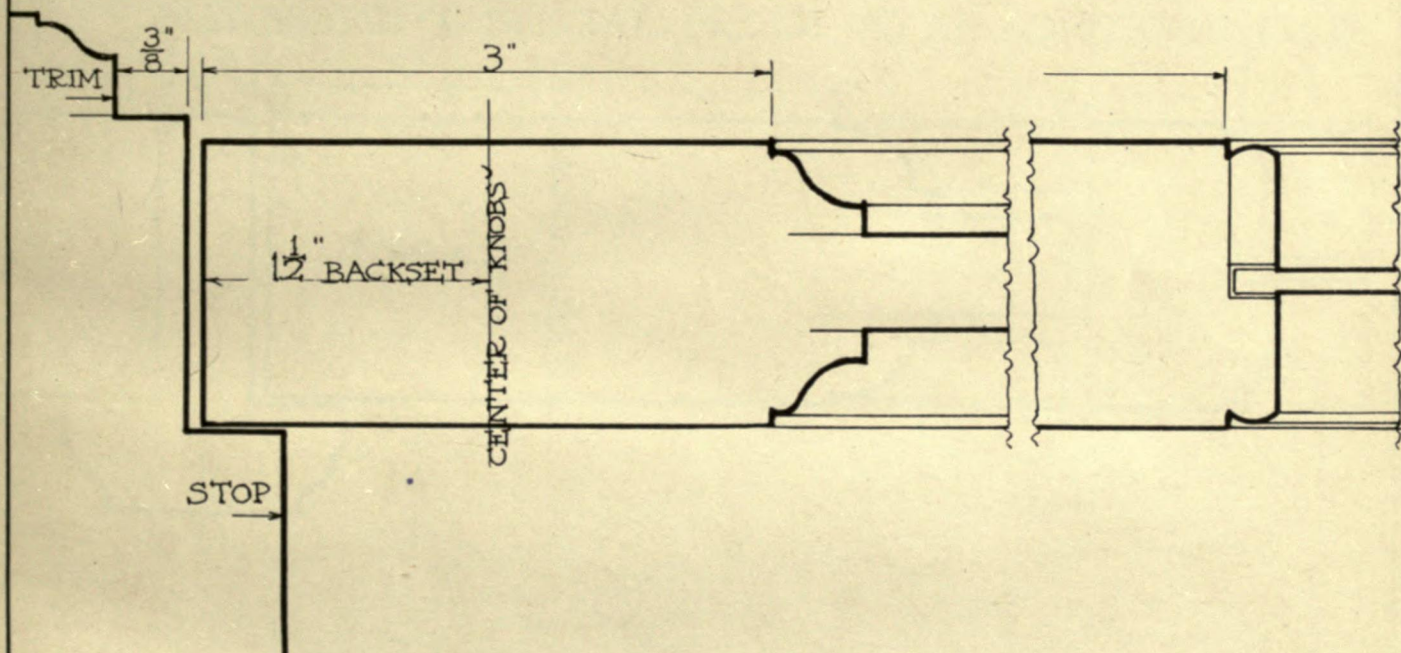 3/8"
3"
TRIM
1 1/2" BACKSET
CENTER OF KNOBS
STOP